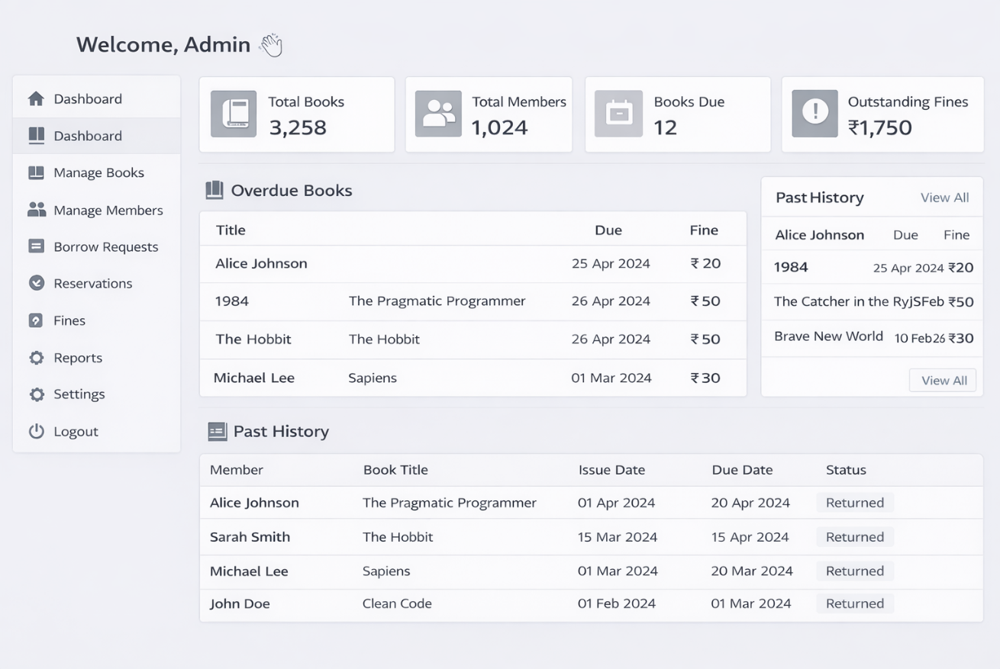 Welcome, Admin
Dashboard
Dashboard
Manage Books
Manage Members
Borrow Requests
Reservations
Fines
Reports
Settings
Logout
Total Books
3,258
Total Members
1,024
Books Due
12
Outstanding Fines
₹1,750
Overdue Books
Title Due Fine
Alice Johnson 25 Apr 2024 ₹ 20
1984 The Pragmatic Programmer 26 Apr 2024 ₹ 50
The Hobbit The Hobbit 26 Apr 2024 ₹ 50
Michael Lee Sapiens 01 Mar 2024 ₹ 30
Past History View All
Alice Johnson Due Fine
1984 25 Apr 2024 ₹20
The Catcher in the RyjSFeb ₹50
Brave New World 10 Feb26 ₹30
View All
Past History
Member Book Title Issue Date Due Date Status
Alice Johnson The Pragmatic Programmer 01 Apr 2024 20 Apr 2024 Returned
Sarah Smith The Hobbit 15 Mar 2024 15 Apr 2024 Returned
Michael Lee Sapiens 01 Mar 2024 20 Mar 2024 Returned
John Doe Clean Code 01 Feb 2024 01 Mar 2024 Returned